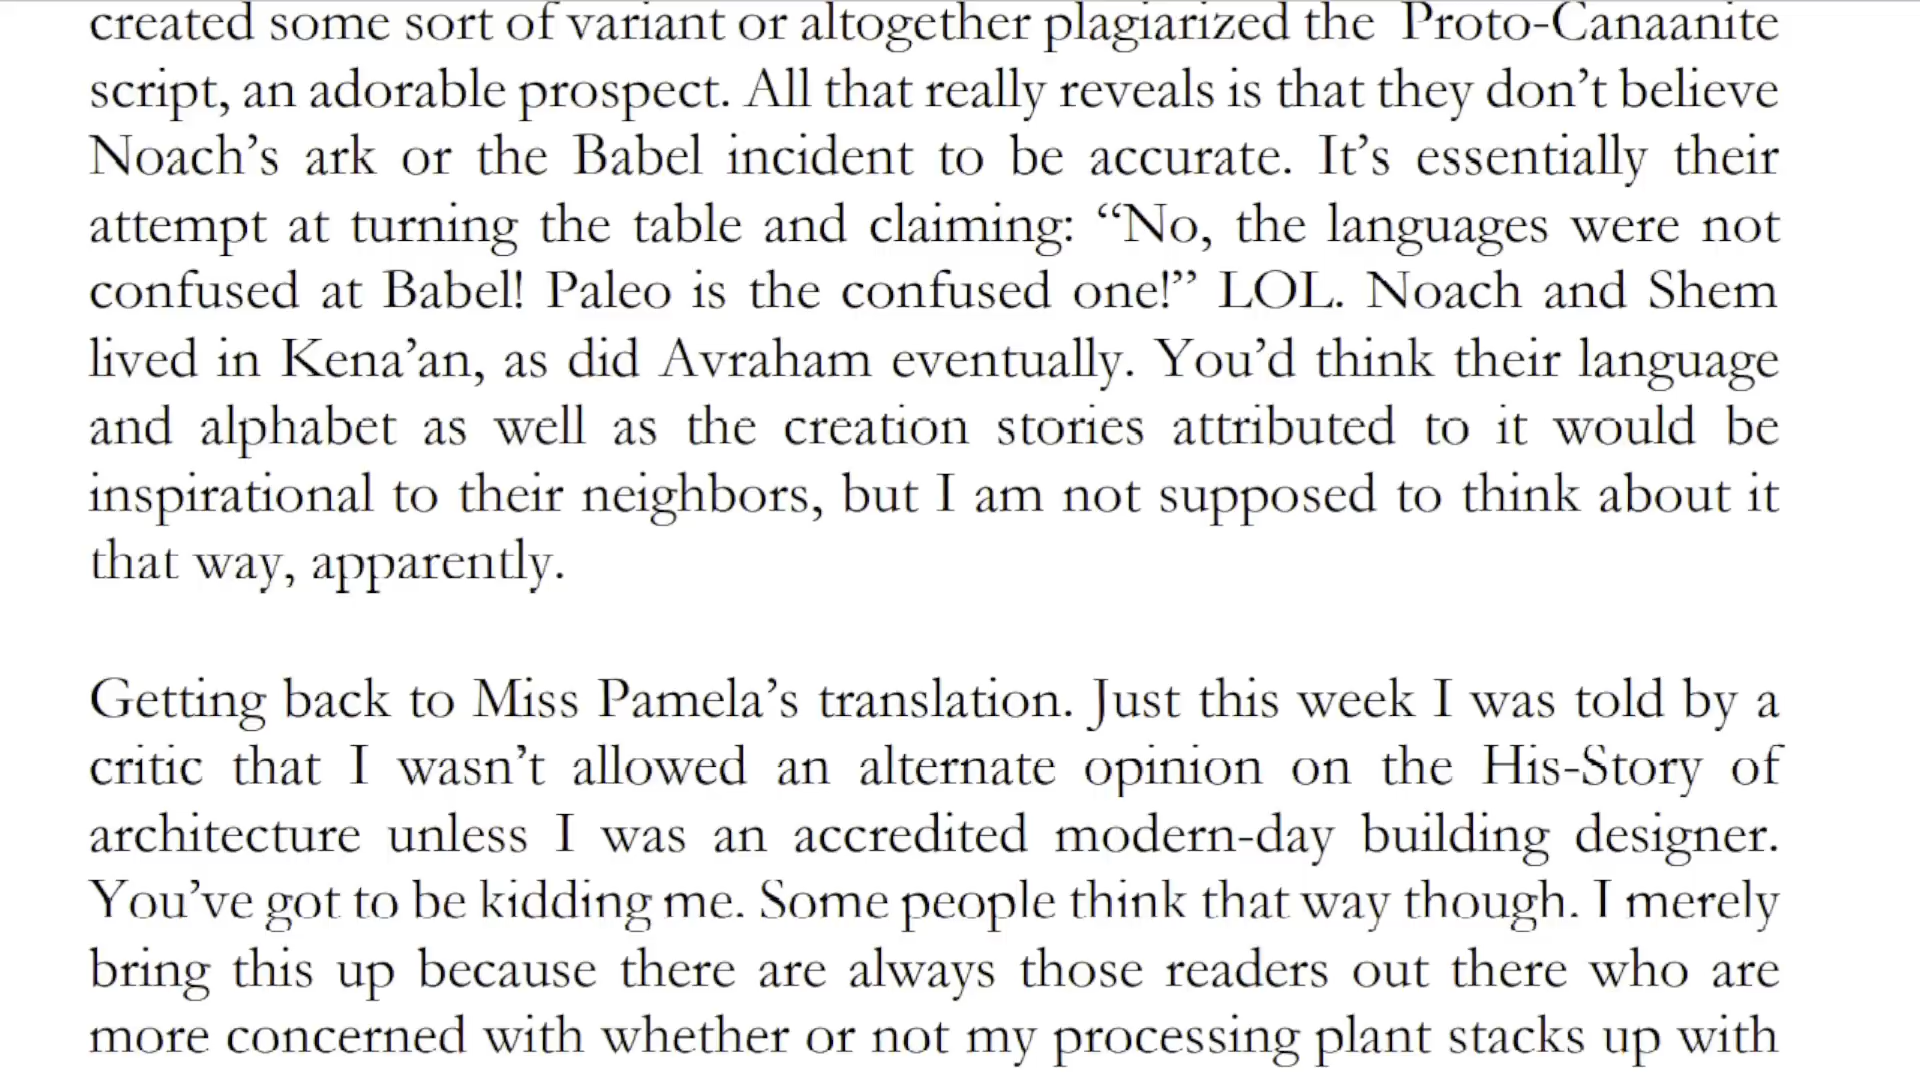 created some sort of variant or altogether plagiarized the Proto-Canaanite
script, an adorable prospect. All that really reveals is that they don’t believe
Noach’s ark or the Babel incident to be accurate. It’s essentially their
attempt at turning the table and claiming: “No, the languages were not
confused at Babel! Paleo is the confused one!” LOL. Noach and Shem
lived in Kena’an, as did Avraham eventually. You’d think their language
and alphabet as well as the creation stories attributed to it would be
inspirational to their neighbors, but I am not supposed to think about it
that way, apparently.
Getting back to Miss Pamela’s translation. Just this week I was told by a
critic that I wasn’t allowed an alternate opinion on the His-Story of
architecture unless I was an accredited modern-day building designer.
You’ve got to be kidding me. Some people think that way though. I merely
bring this up because there are always those readers out there who are
more concerned with whether or not my processing plant stacks up with